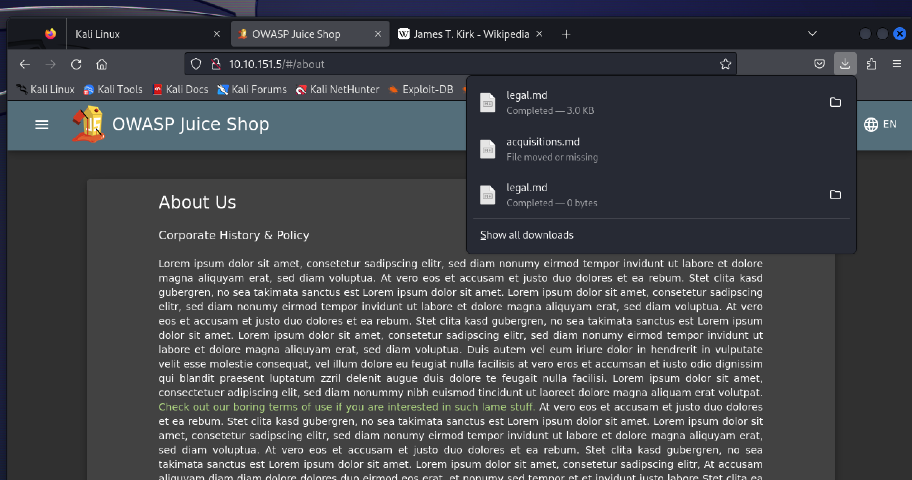 Kali Linux
OWASP Juice Shop
James T. Kirk - Wikipedia
10.10.151.5/#/about
Kali Linux Kali Tools Kali Docs Kali Forums Kali NetHunter Exploit-DB
legal.md
Completed — 3.0 KB
acquisitions.md
File moved or missing
legal.md
Completed — 0 bytes
Show all downloads
OWASP Juice Shop
EN
About Us
Corporate History & Policy
Lorem ipsum dolor sit amet, consetetur sadipscing elitr, sed diam nonumy eirmod tempor invidunt ut labore et dolore
magna aliquyam erat, sed diam voluptua. At vero eos et accusam et justo duo dolores et ea rebum. Stet clita kasd
gubergren, no sea takimata sanctus est Lorem ipsum dolor sit amet. Lorem ipsum dolor sit amet, consetetur sadipscing
elitr, sed diam nonumy eirmod tempor invidunt ut labore et dolore magna aliquyam erat, sed diam voluptua. At vero
eos et accusam et justo duo dolores et ea rebum. Stet clita kasd gubergren, no sea takimata sanctus est Lorem ipsum
dolor sit amet. Lorem ipsum dolor sit amet, consetetur sadipscing elitr, sed diam nonumy eirmod tempor invidunt ut
labore et dolore magna aliquyam erat, sed diam voluptua. Duis autem vel eum iriure dolor in hendrerit in vulputate
velit esse molestie consequat, vel illum dolore eu feugiat nulla facilisis at vero eros et accumsan et iusto odio dignissim
qui blandit praesent luptatum zzril delenit augue duis dolore te feugait nulla facilisi. Lorem ipsum dolor sit amet,
consectetuer adipiscing elit, sed diam nonummy nibh euismod tincidunt ut laoreet dolore magna aliquam erat volutpat.
Check out our boring terms of use if you are interested in such lame stuff. At vero eos et accusam et justo duo dolores
et ea rebum. Stet clita kasd gubergren, no sea takimata sanctus est Lorem ipsum dolor sit amet. Lorem ipsum dolor sit
amet, consetetur sadipscing elitr, sed diam nonumy eirmod tempor invidunt ut labore et dolore magna aliquyam erat,
sed diam voluptua. At vero eos et accusam et justo duo dolores et ea rebum. Stet clita kasd gubergren, no sea
takimata sanctus est Lorem ipsum dolor sit amet. Lorem ipsum dolor sit amet, consetetur sadipscing elitr, At accusam